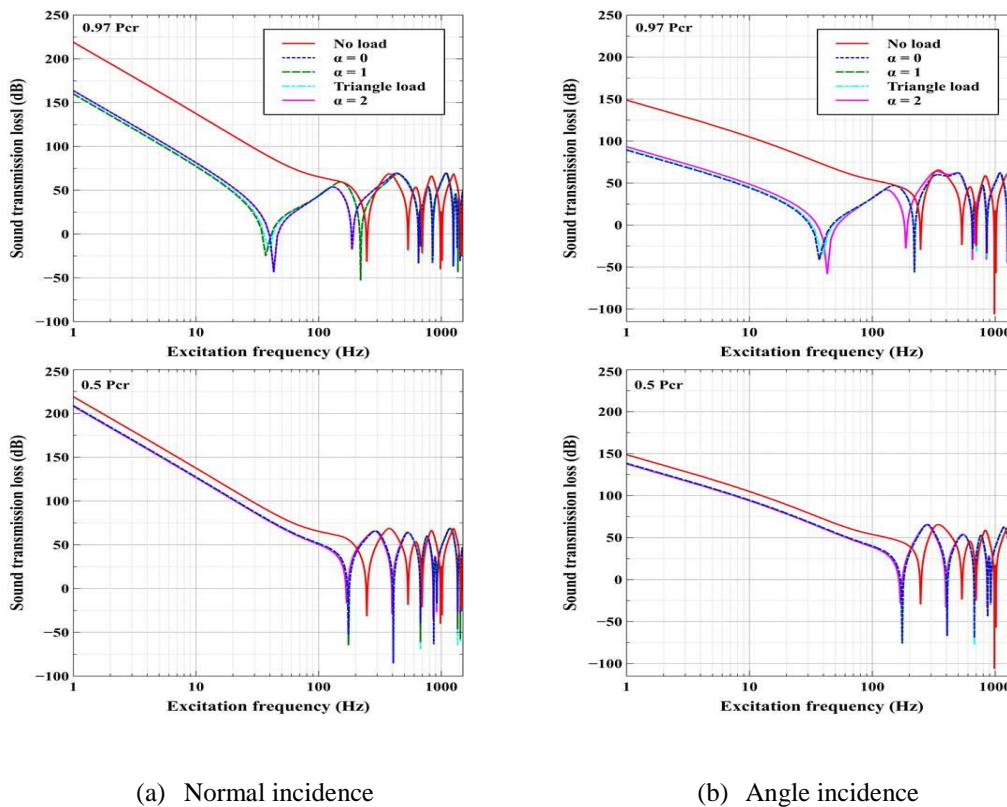 0.97 Pcr
No load
α = 0
α = 1
Triangle load
α = 2
Sound transmission lossl (dB)
250
200
150
100
50
0
−50
−100
1
10
100
1000
Excitation frequency (Hz)
0.97 Pcr
No load
α = 0
α = 1
Triangle load
α = 2
Sound transmission lossl (dB)
250
200
150
100
50
0
−50
−100
1
10
100
1000
Excitation frequency (Hz)
0.5 Pcr
Sound transmission loss (dB)
250
200
150
100
50
0
−50
−100
1
10
100
1000
Excitation frequency (Hz)
0.5 Pcr
Sound transmission loss (dB)
250
200
150
100
50
0
−50
−100
1
10
100
1000
Excitation frequency (Hz)
(a) Normal incidence
(b) Angle incidence